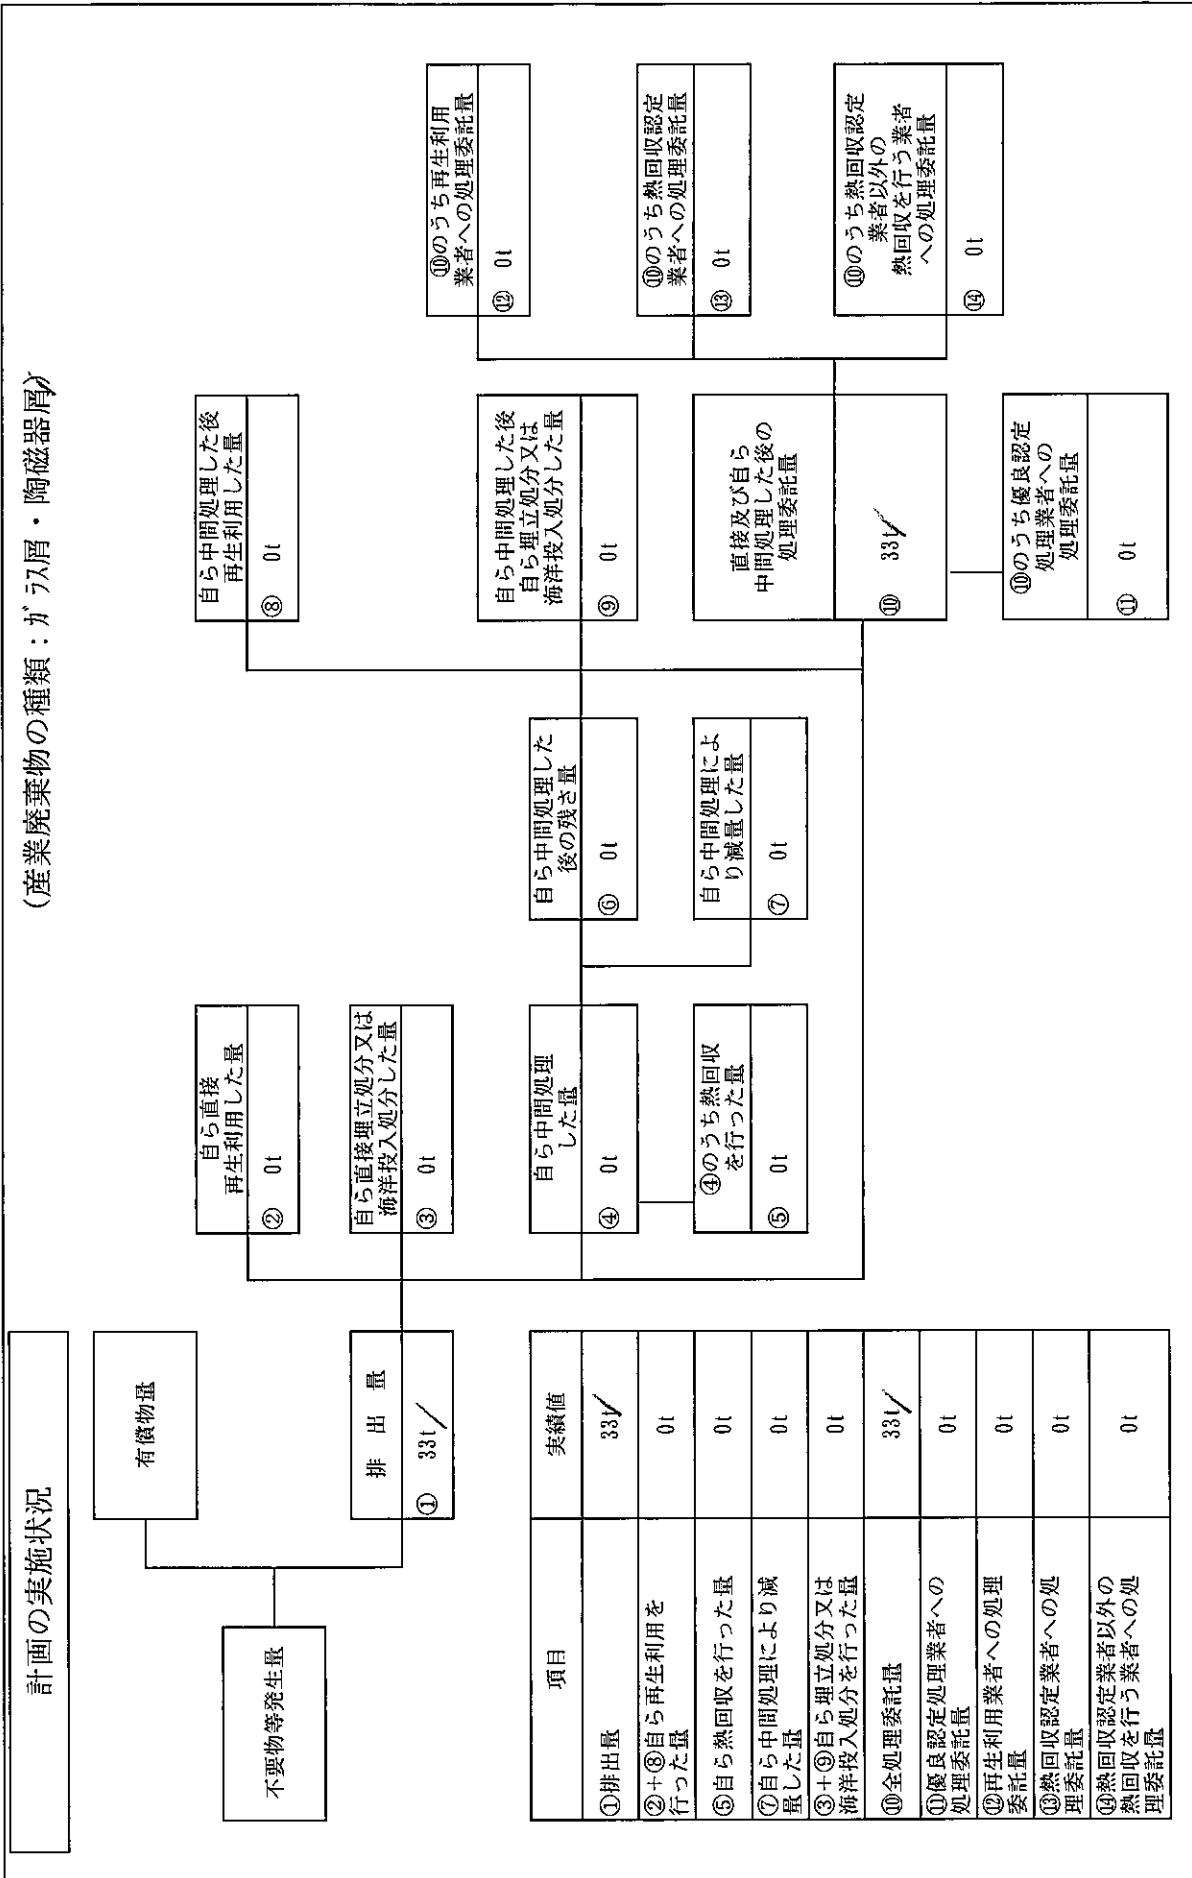 計画の実施状況
(産業廃棄物の種類：ガラス屑・陶磁器屑)
不要物等発生量
有償物量
排 出 量
① 33t
自ら直接
再生利用した量
② 0t
自ら直接埋立処分又は
海洋投入処分した量
③ 0t
自ら中間処理
した量
④ 0t
④のうち熱回収
を行った量
⑤ 0t
自ら中間処理した
後の残さ量
⑥ 0t
自ら中間処理によ
り減量した量
⑦ 0t
自ら中間処理した後
再生利用した量
⑧ 0t
自ら中間処理した後
自ら埋立処分又は
海洋投入処分した量
⑨ 0t
直接及び自ら
中間処理した後の
処理委託量
⑩ 33t
⑩のうち優良認定
処理業者への
処理委託量
⑪ 0t
⑩のうち再生利用
業者への処理委託量
⑫ 0t
⑩のうち熱回収認定
業者への処理委託量
⑬ 0t
⑩のうち熱回収認定
業者以外の
熱回収を行う業者
への処理委託量
⑭ 0t
項目 実績値
①排出量 33t
②+⑧自ら再生利用を
行った量 0t
⑤自ら熱回収を行った量 0t
⑦自ら中間処理により減
量した量 0t
③+⑨自ら埋立処分又は
海洋投入処分を行った量 0t
⑩全処理委託量 33t
⑪優良認定処理業者への
処理委託量 0t
⑫再生利用業者への処理
委託量 0t
⑬熱回収認定業者への処
理委託量 0t
⑭熱回収認定業者以外の
熱回収を行う業者への処
理委託量 0t